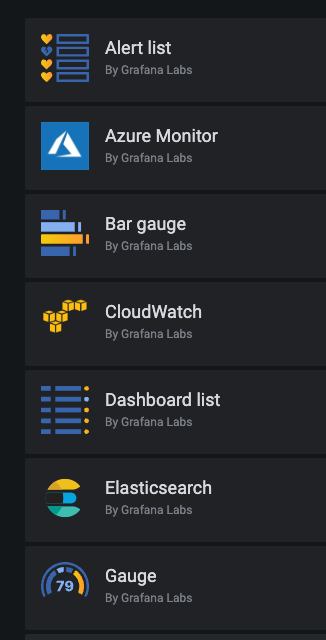 Alert list
By Grafana Labs
Azure Monitor
By Grafana Labs
Bar gauge
By Grafana Labs
CloudWatch
By Grafana Labs
Dashboard list
By Grafana Labs
Elasticsearch
By Grafana Labs
79
Gauge
By Grafana Labs